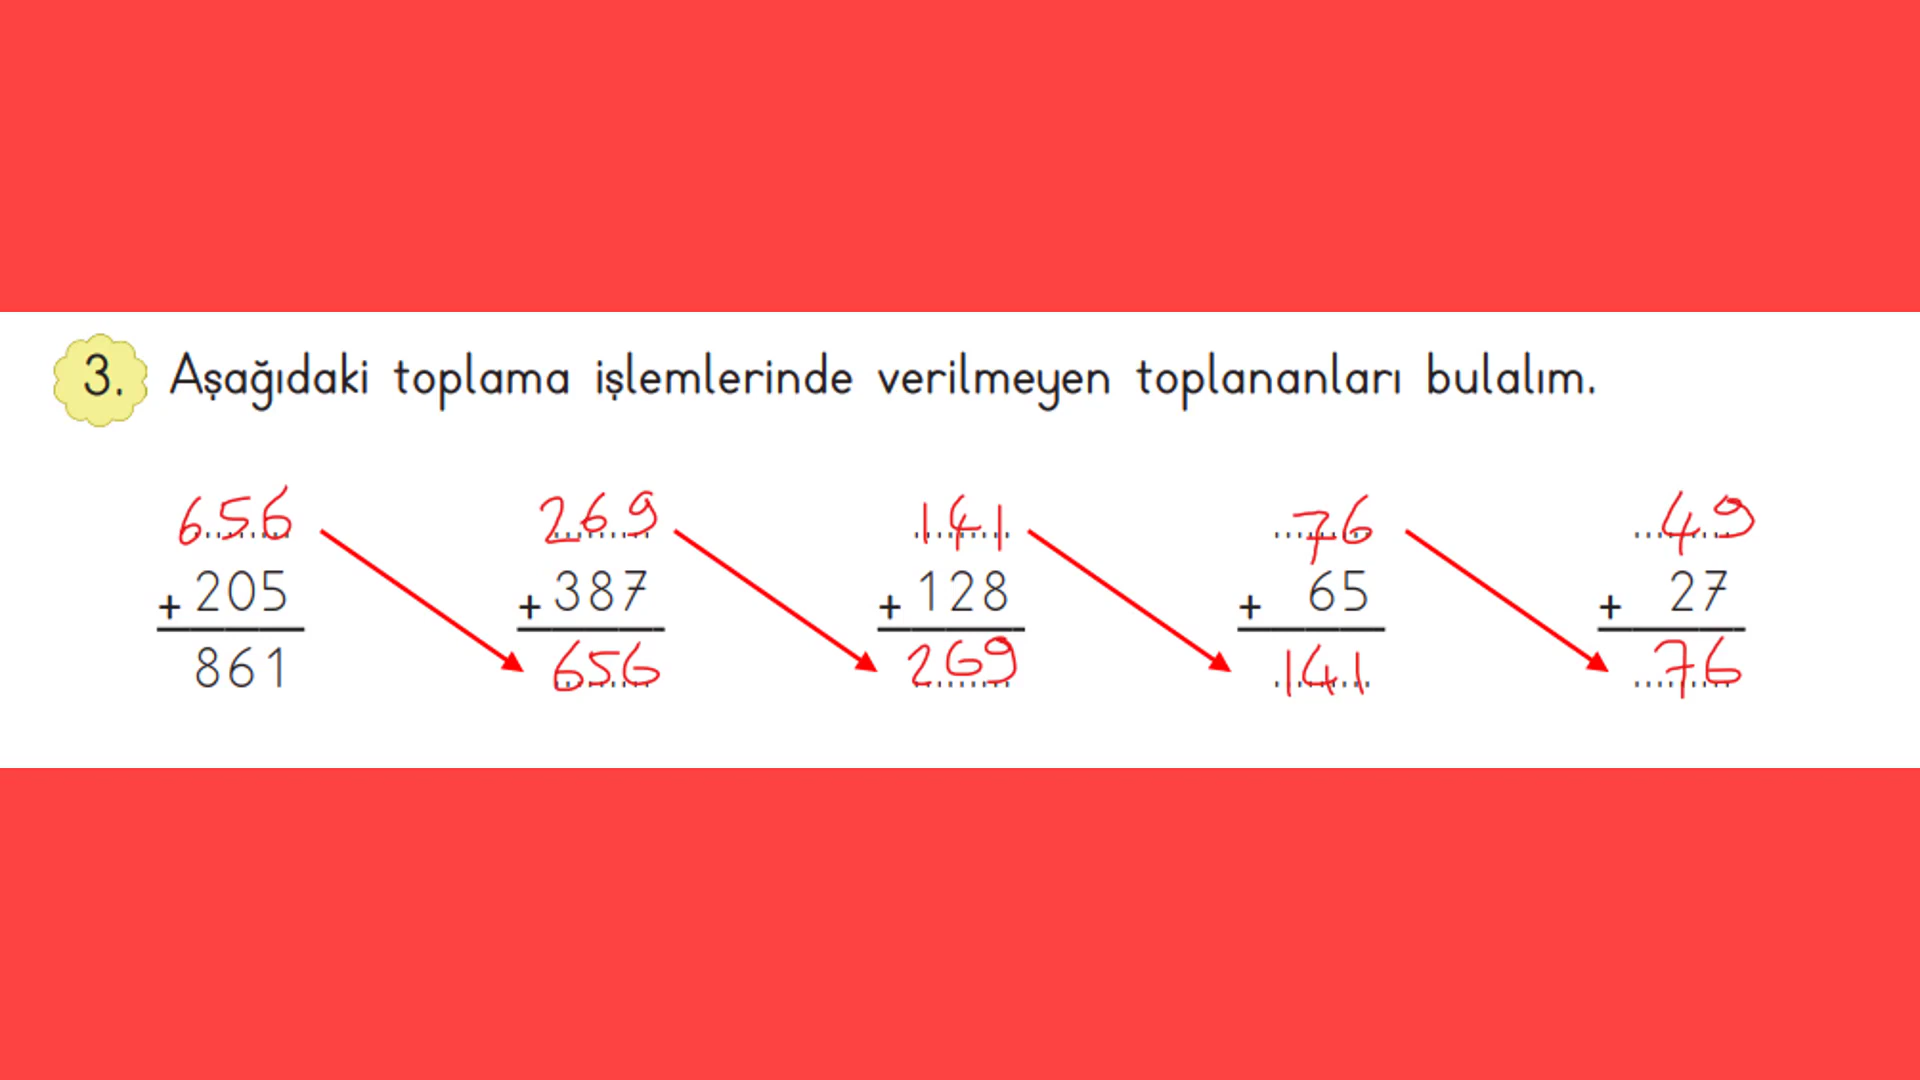 3. Aşağıdaki toplama işlemlerinde verilmeyen toplananları bulalım.
656 269 141 76 49
+ 205 + 387 + 128 + 65 + 27
861 656 269 141 76